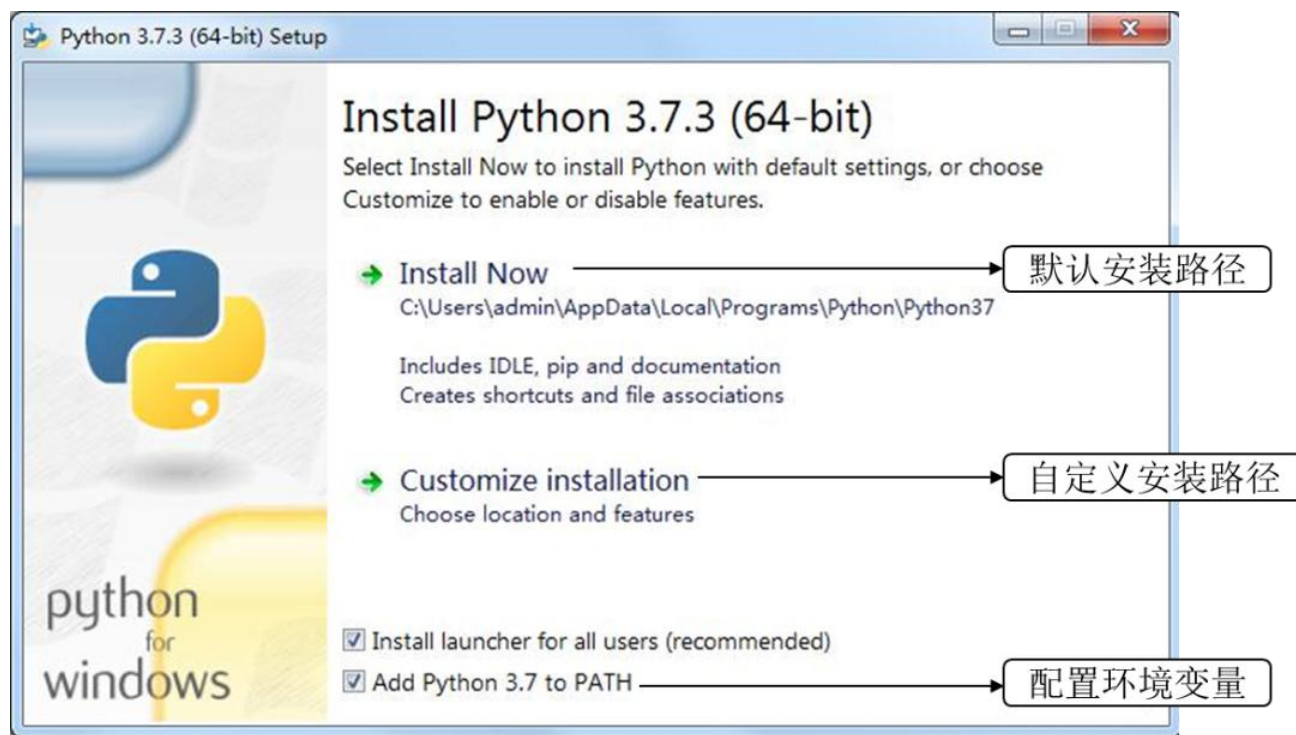 Python 3.7.3 (64-bit) Setup
Install Python 3.7.3 (64-bit)
Select Install Now to install Python with default settings, or choose
Customize to enable or disable features.
Install Now
默认安装路径
C:\Users\admin\AppData\Local\Programs\Python\Python37
Includes IDLE, pip and documentation
Creates shortcuts and file associations
Customize installation
自定义安装路径
Choose location and features
python
for
windows
Install launcher for all users (recommended)
Add Python 3.7 to PATH
配置环境变量